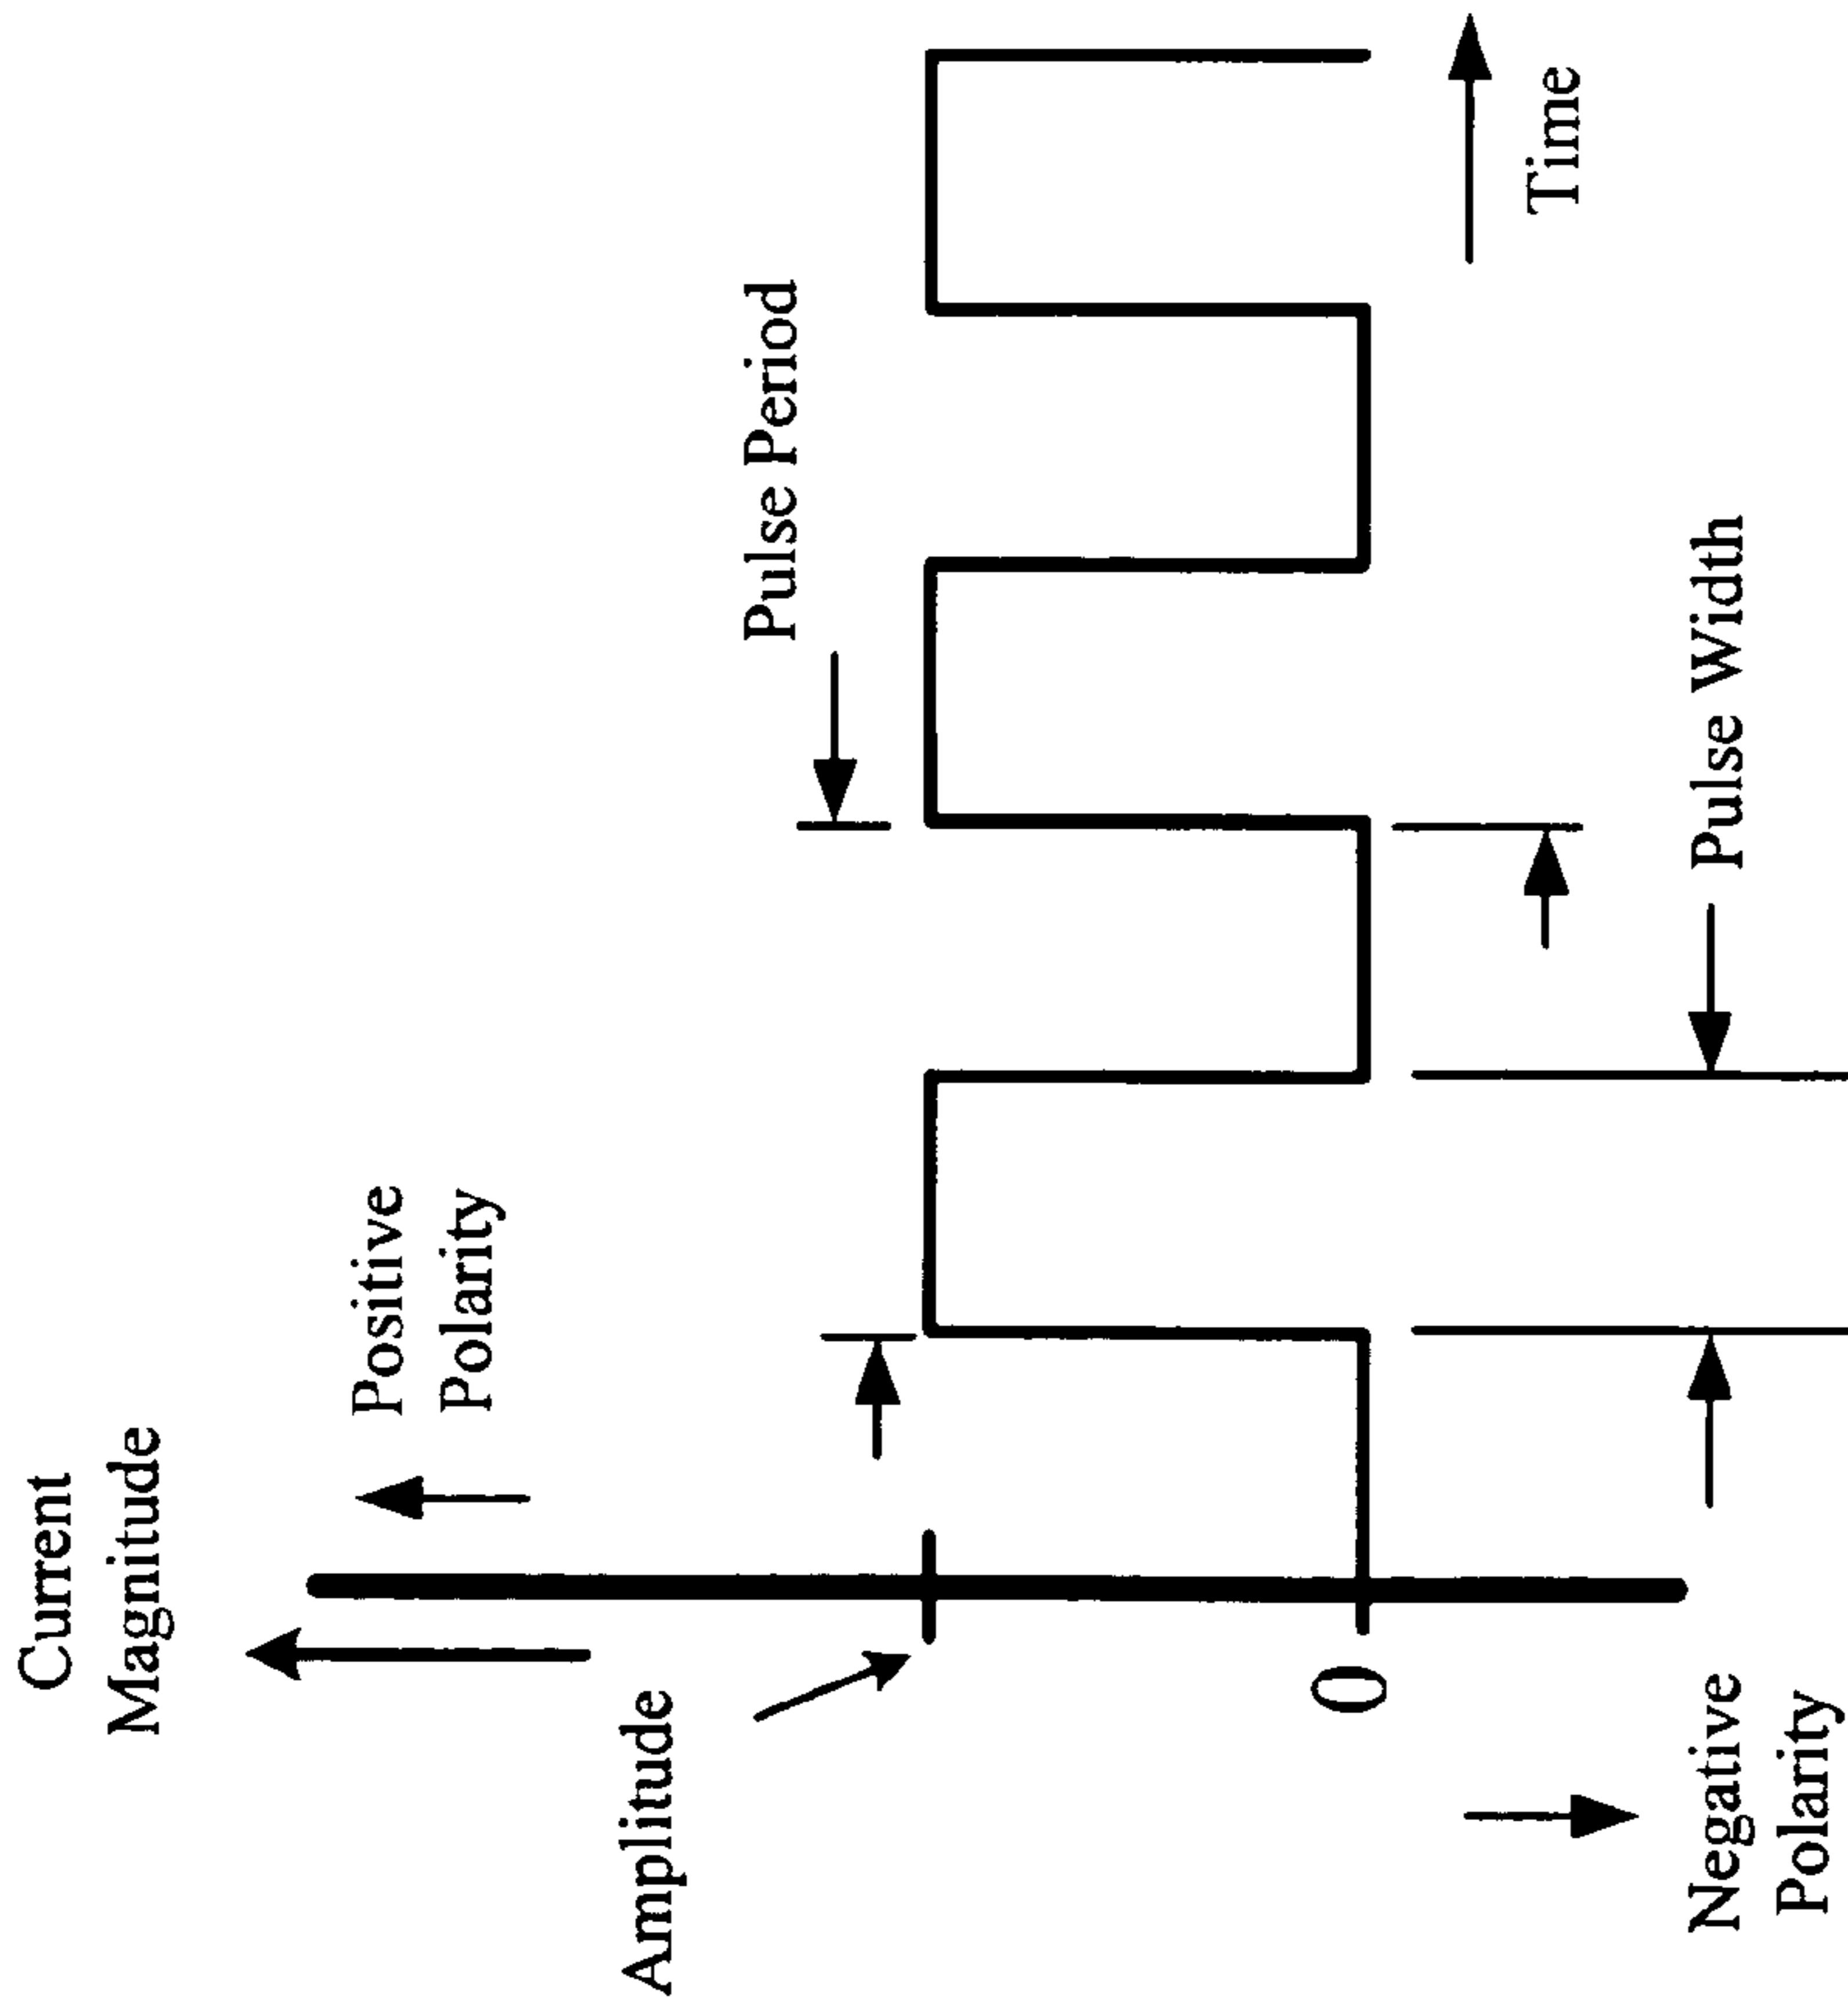 Current
Magnitude
Positive
Polarity
Amplitude
Pulse Period
0
Time
Negative
Polarity
Pulse Width